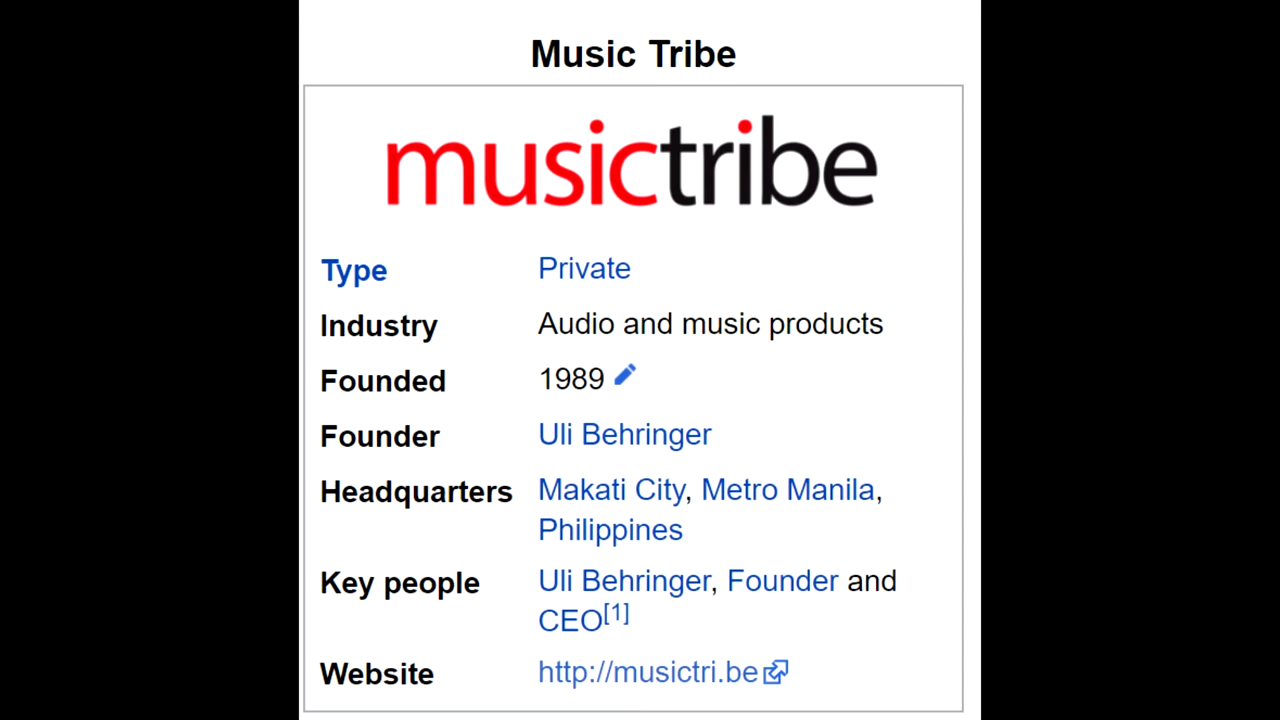 Music Tribe
musictribe
Type Private
Industry Audio and music products
Founded 1989
Founder Uli Behringer
Headquarters Makati City, Metro Manila,
Philippines
Key people Uli Behringer, Founder and
CEO[1]
Website http://musictri.be